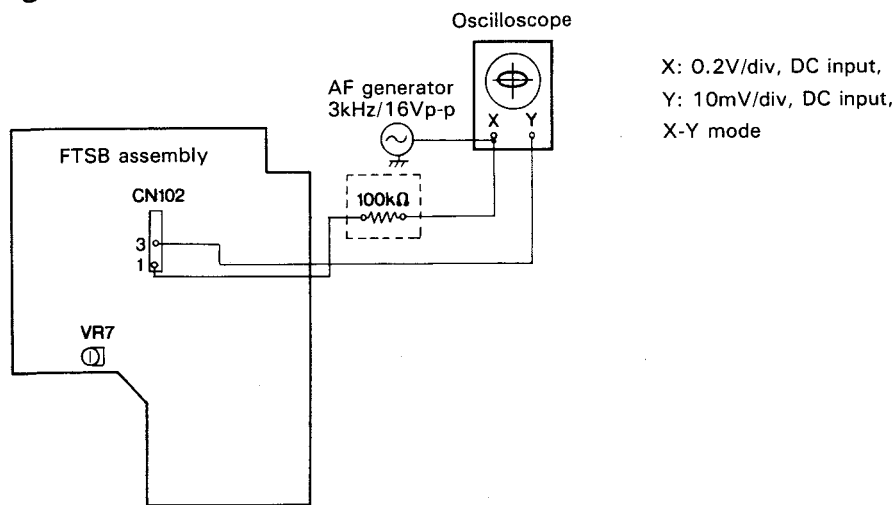 Oscilloscope
X: 0.2V/div, DC input,
Y: 10mV/div, DC input,
X-Y mode
AF generator
3kHz/16Vp-p
X Y
FTSB assembly
100kΩ
CN102
3
1
VR7